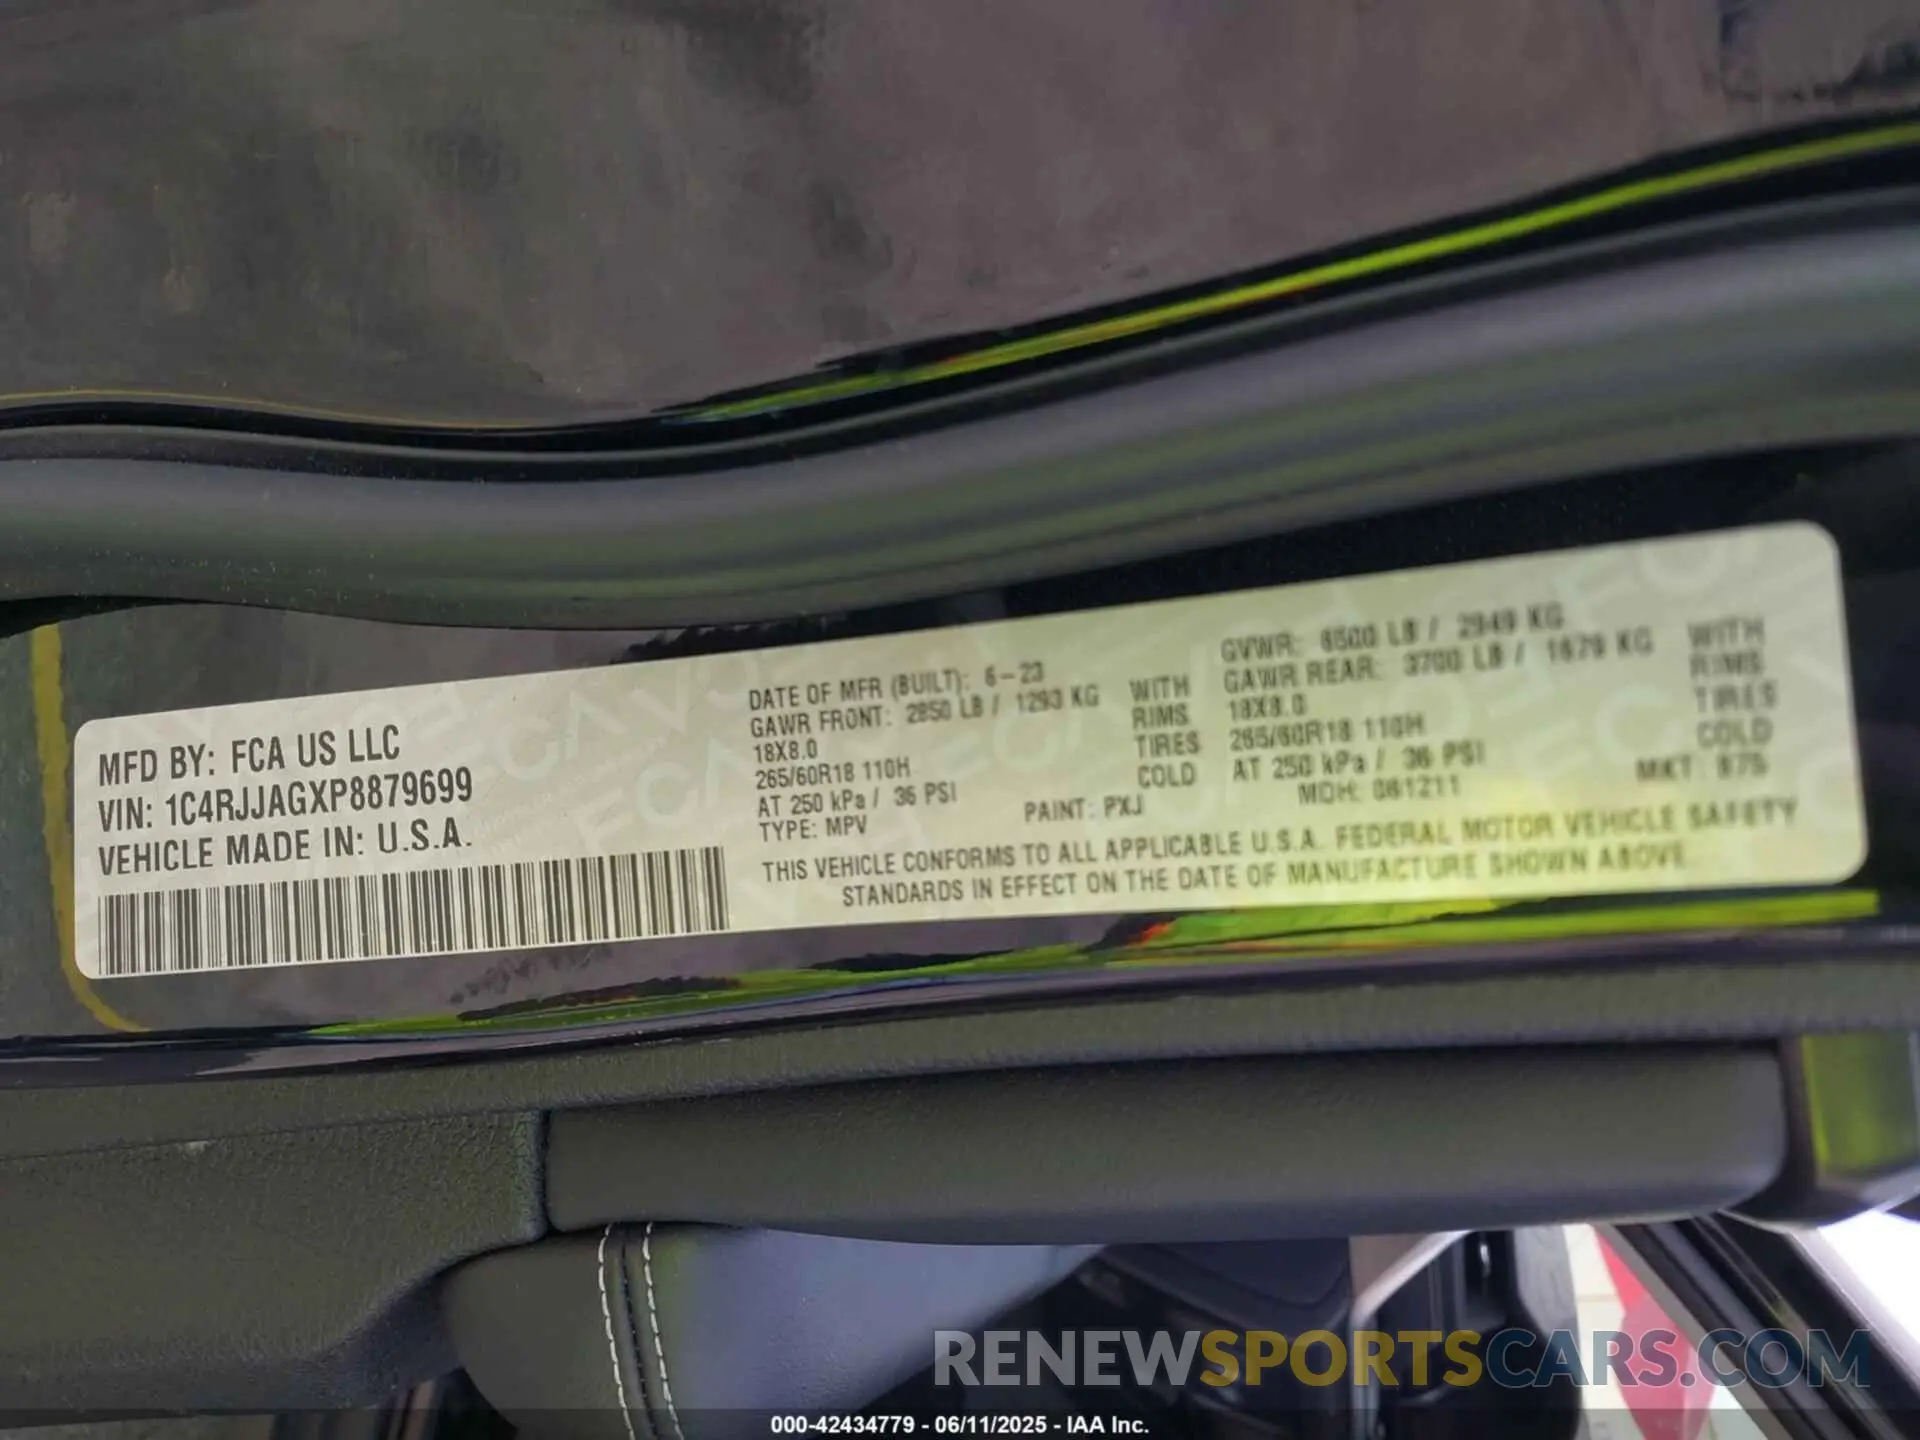 MFD BY: FCA US LLC
VIN: 1C4RJJAGXP8879699
VEHICLE MADE IN: U.S.A.
DATE OF MFR (BUILT): 6-23
GAWR FRONT: 2850 LB / 1293 KG WITH
18X8.0 RIMS
265/60R18 110H TIRES
AT 250 kPa / 36 PSI COLD
TYPE: MPV PAINT: PXJ
GVWR: 6500 LB / 2949 KG
GAWR REAR: 3700 LB / 1679 KG WITH
18X8.0 RIMS
265/60R18 110H TIRES
AT 250 kPa / 36 PSI COLD
MDH: 061211 MKT:
THIS VEHICLE CONFORMS TO ALL APPLICABLE U.S.A. FEDERAL MOTOR VEHICLE SAFETY
STANDARDS IN EFFECT ON THE DATE OF MANUFACTURE SHOWN ABOVE.
RENEWSPORTSCARS.COM
000-42434779 - 06/11/2025 - IAA Inc.